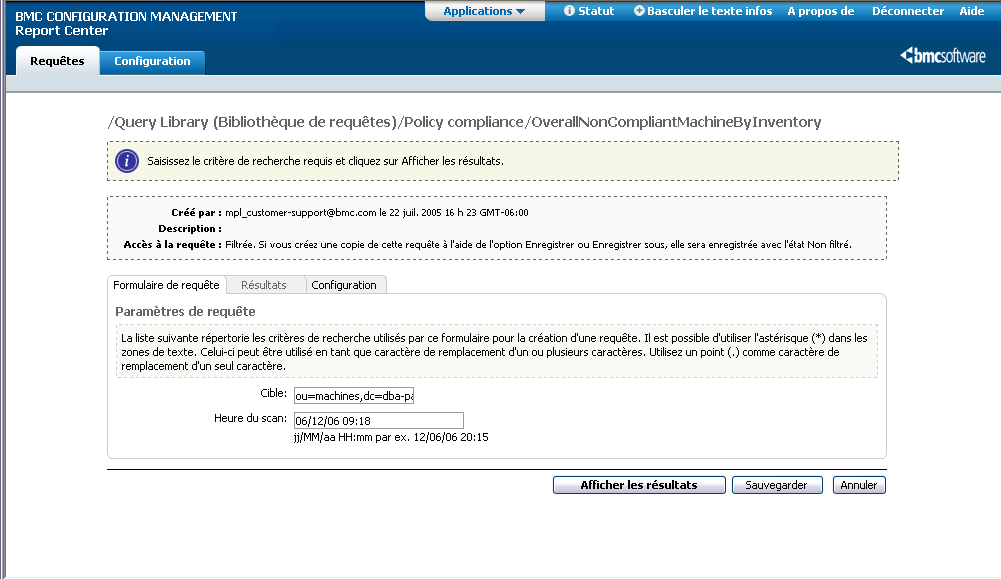 BMC CONFIGURATION MANAGEMENT
Report Center
Applications
Statut
Basculer le texte infos
A propos de
Déconnecter
Aide
Requêtes
Configuration
bmcsoftware
/Query Library (Bibliothèque de requêtes)/Policy compliance/OverallNonCompliantMachineByInventory
Saisissez le critère de recherche requis et cliquez sur Afficher les résultats.
Créé par : mpl_customer-support@bmc.com le 22 juil. 2005 16 h 23 GMT-06:00
Description :
Accès à la requête : Filtrée. Si vous créez une copie de cette requête à l'aide de l'option Enregistrer ou Enregistrer sous, elle sera enregistrée avec l'état Non filtré.
Formulaire de requête
Résultats
Configuration
Paramètres de requête
La liste suivante répertorie les critères de recherche utilisés par ce formulaire pour la création d'une requête. Il est possible d'utiliser l'astérisque (*) dans les
zones de texte. Celui-ci peut être utilisé en tant que caractère de remplacement d'un ou plusieurs caractères. Utilisez un point (.) comme caractère de
remplacement d'un seul caractère.
Cible: ou=machines,dc=dba-pa
Heure du scan: 06/12/06 09:18
jj/MM/aa HH:mm par ex. 12/06/06 20:15
Afficher les résultats
Sauvegarder
Annuler